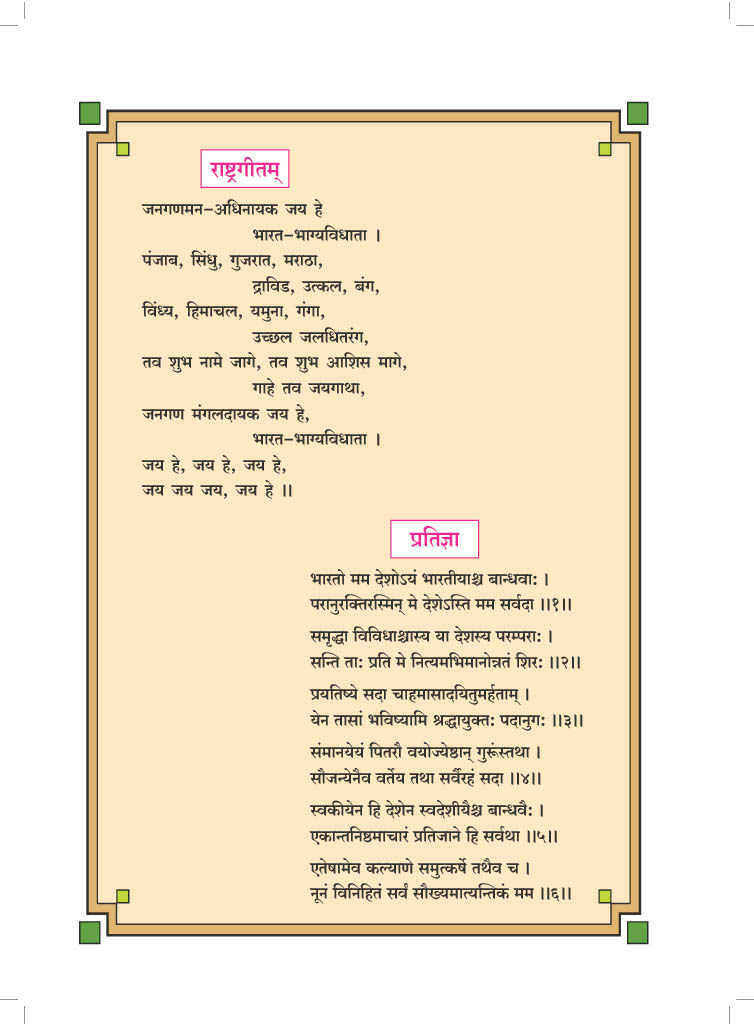 राष्ट्रगीतम्
जनगणमन-अधिनायक जय हे
भारत-भाग्यविधाता ।
पंजाब, सिंधु, गुजरात, मराठा,
द्राविड, उत्कल, बंग,
विंध्य, हिमाचल, यमुना, गंगा,
उच्छल जलधितरंग,
तव शुभ नामे जागे, तव शुभ आशिस मागे,
गाहे तव जयगाथा,
जनगण मंगलदायक जय हे,
भारत-भाग्यविधाता ।
जय हे, जय हे, जय हे,
जय जय जय, जय हे ।।
प्रतिज्ञा
भारतो मम देशोऽयं भारतीयाश्च बान्धवाः ।
परानुरक्तिरस्मिन् मे देशेऽस्ति मम सर्वदा ।।१।।
समृद्धा विविधाश्चास्य या देशस्य परम्पराः ।
सन्ति ताः प्रति मे नित्यमभिमानोन्नतं शिरः ।।२।।
प्रयतिष्ये सदा चाहमासादयितुमर्हताम् ।
येन तासां भविष्यामि श्रद्धायुक्तः पदानुगः ।।३।।
संमानयेयं पितरौ वयोज्येष्ठान् गुरूंस्तथा ।
सौजन्येनैव वर्तेय तथा सर्वैरहं सदा ।।४।।
स्वकीयेन हि देशेन स्वदेशीयैश्च बान्धवैः ।
एकान्तनिष्ठमाचारं प्रतिजाने हि सर्वथा ।।५।।
एतेषामेव कल्याणे समुत्कर्षे तथैव च ।
नूनं विनिहितं सर्वं सौख्यमात्यन्तिकं मम ।।६।।